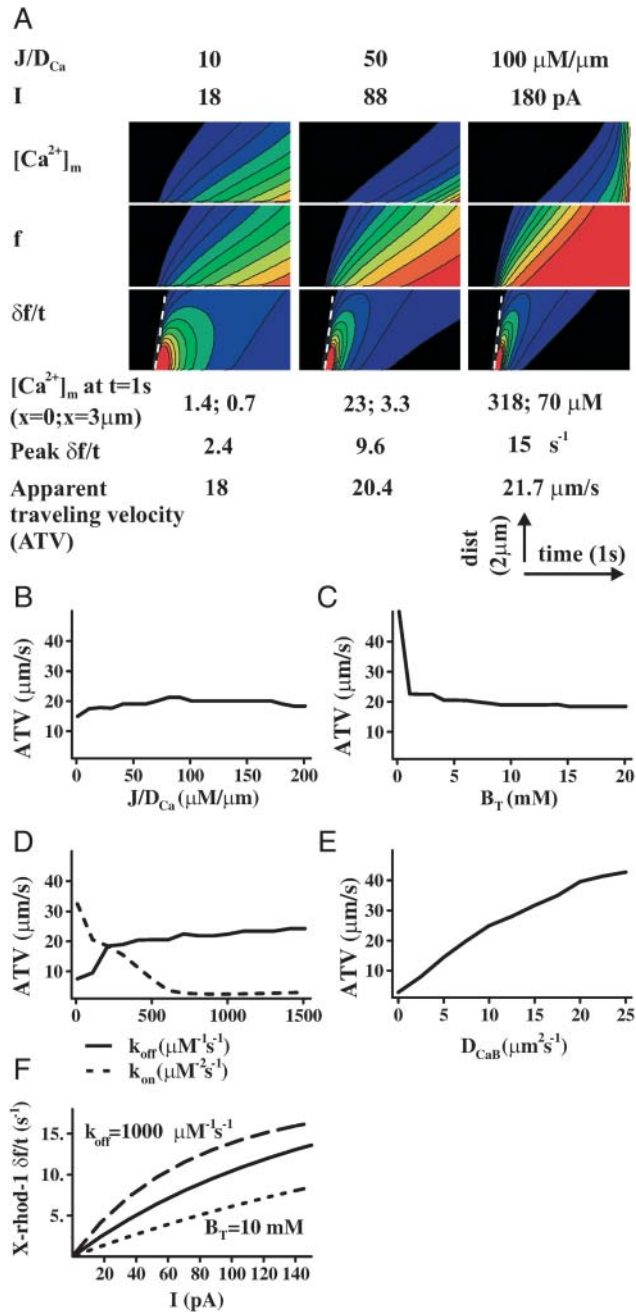 A
J/D_Ca 10 50 100 μM/μm
I 18 88 180 pA
[Ca²⁺]_m
f
δf/t
[Ca²⁺]_m at t=1s
(x=0;x=3μm) 1.4; 0.7 23; 3.3 318; 70 μM
Peak δf/t 2.4 9.6 15 s⁻¹
Apparent
traveling velocity
(ATV) 18 20.4 21.7 μm/s
dist
(2μm)
time (1s)
B
ATV (μm/s)
40
30
20
10
0 50 100 150 200
J/D_Ca (μM/μm)
C
ATV (μm/s)
40
30
20
10
0 5 10 15 20
B_T (mM)
D
ATV (μm/s)
40
30
20
10
0 500 1000 1500
k_off (μM⁻¹s⁻¹)
k_on (μM⁻²s⁻¹)
E
ATV (μm/s)
40
30
20
10
0 5 10 15 20 25
D_CaB (μm²s⁻¹)
F
X-rhod-1 δf/t (s⁻¹)
15.
10.
5.
k_off=1000 μM⁻¹s⁻¹
B_T=10 mM
20 40 60 80 100 120 140
I (pA)